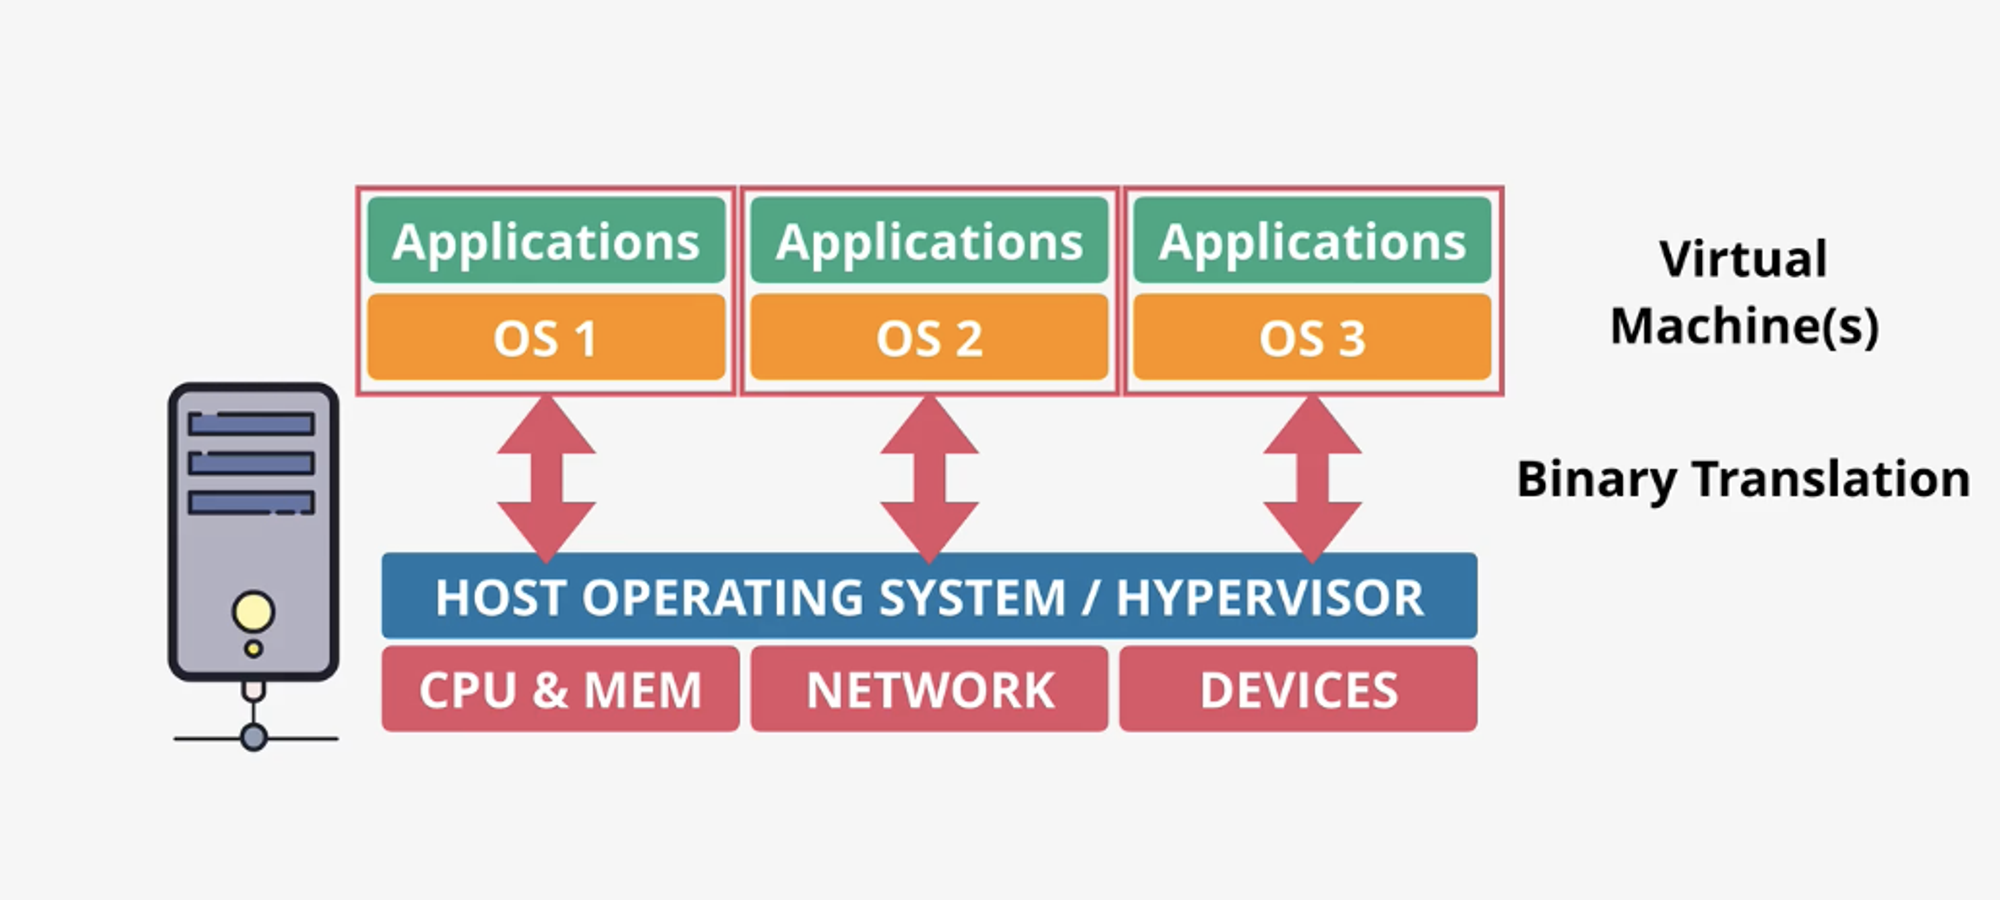 Applications
Applications
Applications
Virtual
Machine(s)
OS 1
OS 2
OS 3
Binary Translation
HOST OPERATING SYSTEM / HYPERVISOR
CPU & MEM
NETWORK
DEVICES